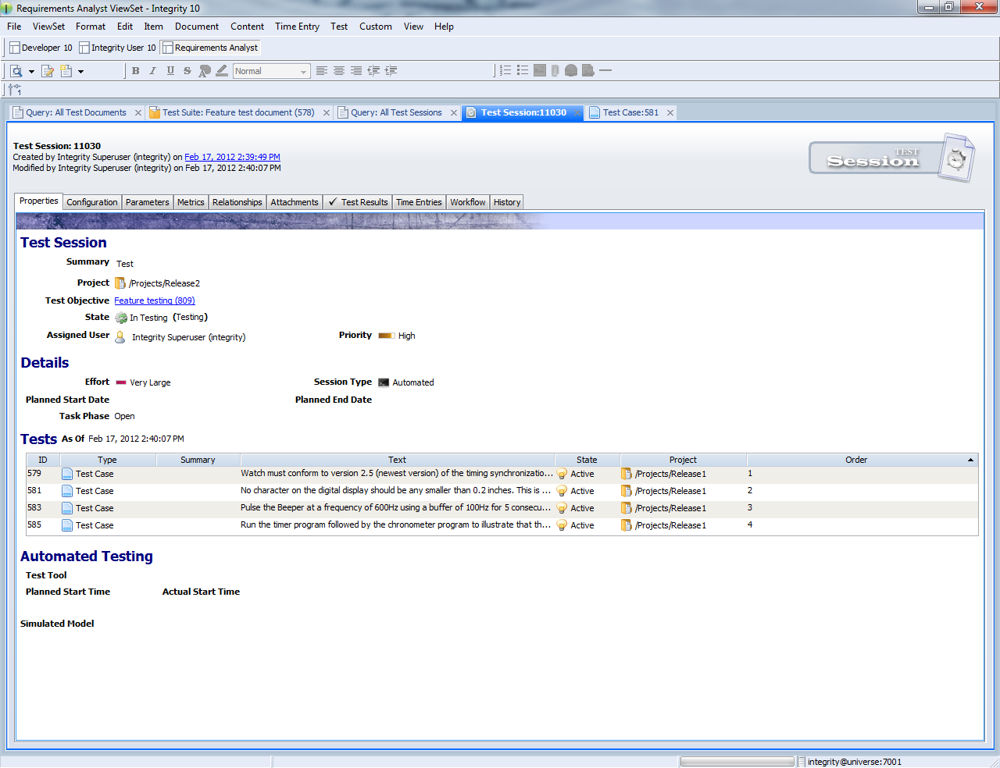 Requirements Analyst ViewSet - Integrity 10
File ViewSet Format Edit Item Document Content Time Entry Test Custom View Help
Developer 10 Integrity User 10 Requirements Analyst
B I U S Normal
1
Query: All Test Documents Test Suite: Feature test document (578) Query: All Test Sessions Test Session:11030 Test Case:581
Test Session: 11030
Created by Integrity Superuser (integrity) on Feb 17, 2012 2:39:49 PM
Modified by Integrity Superuser (integrity) on Feb 17, 2012 2:40:07 PM
TEST
Session
Properties Configuration Parameters Metrics Relationships Attachments Test Results Time Entries Workflow History
Test Session
Summary Test
Project /Projects/Release2
Test Objective Feature testing (809)
State In Testing (Testing)
Assigned User Integrity Superuser (integrity) Priority High
Details
Effort Very Large Session Type Automated
Planned Start Date Planned End Date
Task Phase Open
Tests As Of Feb 17, 2012 2:40:07 PM
ID Type Summary Text State Project Order
579 Test Case Watch must conform to version 2.5 (newest version) of the timing synchronizatio... Active /Projects/Release1 1
581 Test Case No character on the digital display should be any smaller than 0.2 inches. This is ... Active /Projects/Release1 2
583 Test Case Pulse the Beeper at a frequency of 600Hz using a buffer of 100Hz for 5 consecu... Active /Projects/Release1 3
585 Test Case Run the timer program followed by the chronometer program to illustrate that th... Active /Projects/Release1 4
Automated Testing
Test Tool
Planned Start Time Actual Start Time
Simulated Model
integrity@universe:7001